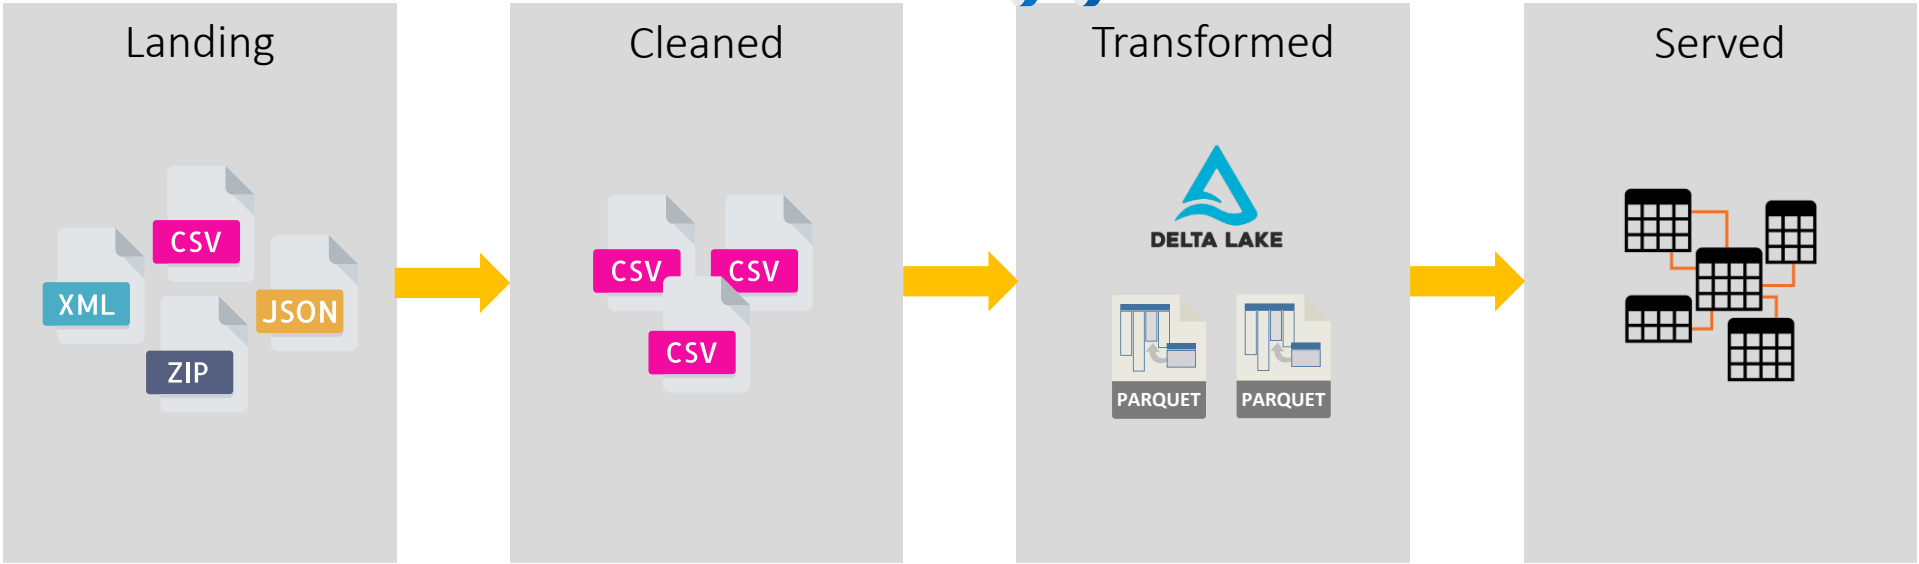 Landing
CSV
XML
JSON
ZIP
Cleaned
CSV
CSV
CSV
Transformed
DELTA LAKE
PARQUET
PARQUET
Served